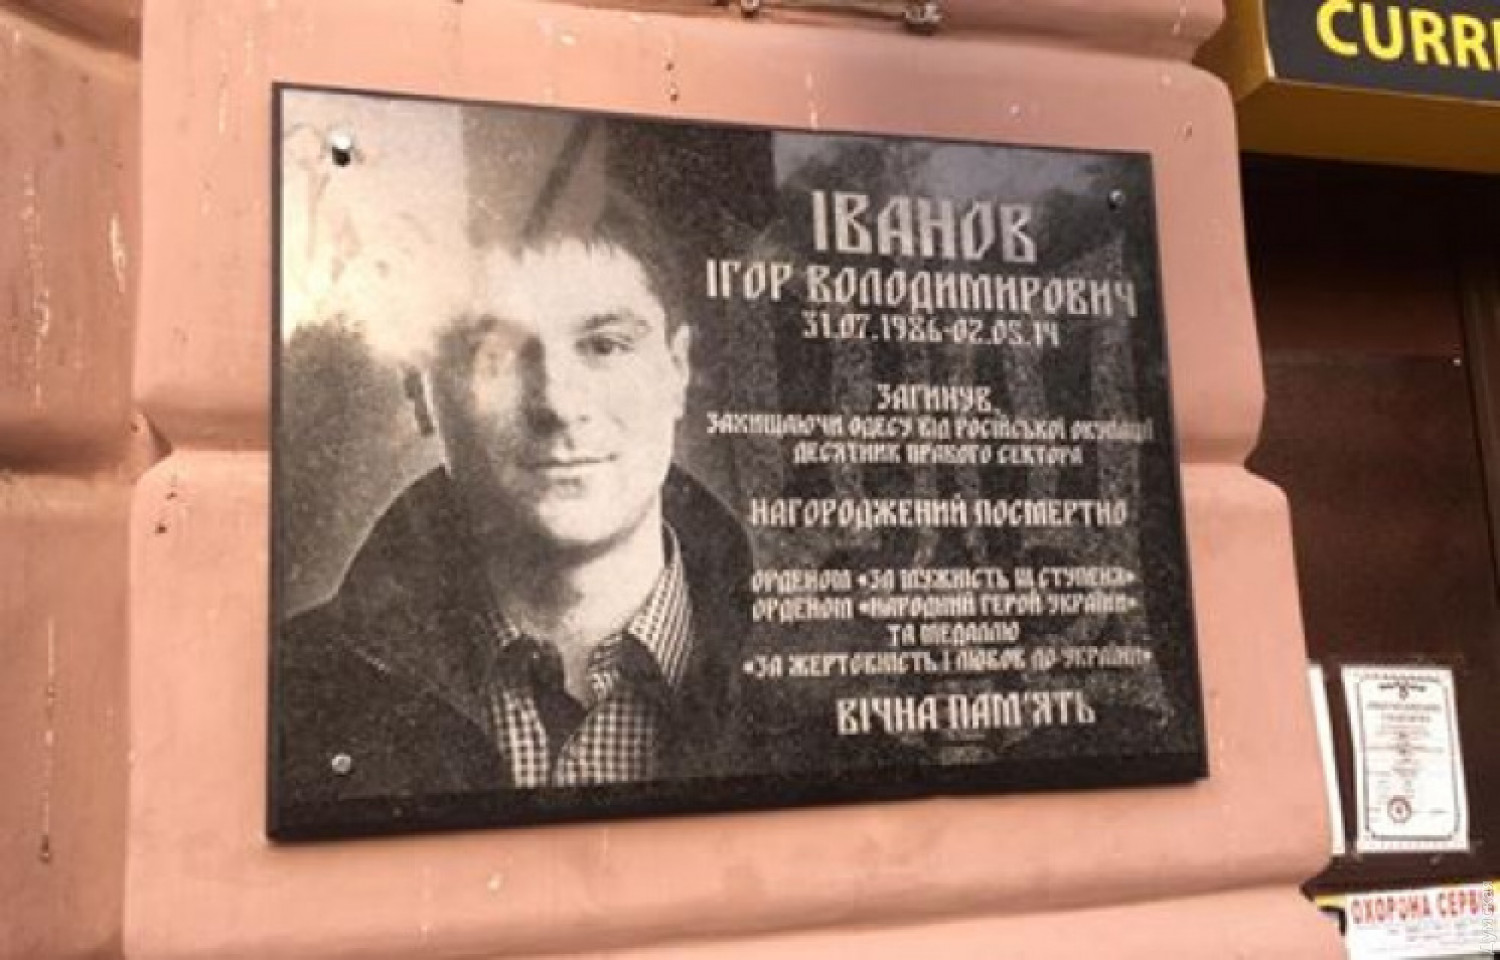 CURR
ІВАНОВ
ІГОР ВОЛОДИМИРОВИЧ
31.07.1986-02.05.14
ЗАГИНУВ,
ЗАХИЩАЮЧИ ОДЕСУ ВІД РОСІЙСЬКОЇ ОКУПАЦІЇ
ДЕСЯТНИК ПРАВОГО СЕКТОРА
НАГОРОДЖЕНИЙ ПОСМЕРТНО
ОРДЕНОМ «ЗА МУЖНІСТЬ ІІІ СТУПЕНЯ»
ОРДЕНОМ «НАРОДНИЙ ГЕРОЙ УКРАЇНИ»
ТА МЕДАЛЛЮ
«ЗА ЖЕРТОВНІСТЬ І ЛЮБОВ ДО УКРАЇНИ»
ВІЧНА ПАМ'ЯТЬ
ОХОРОНА СЕРВІ